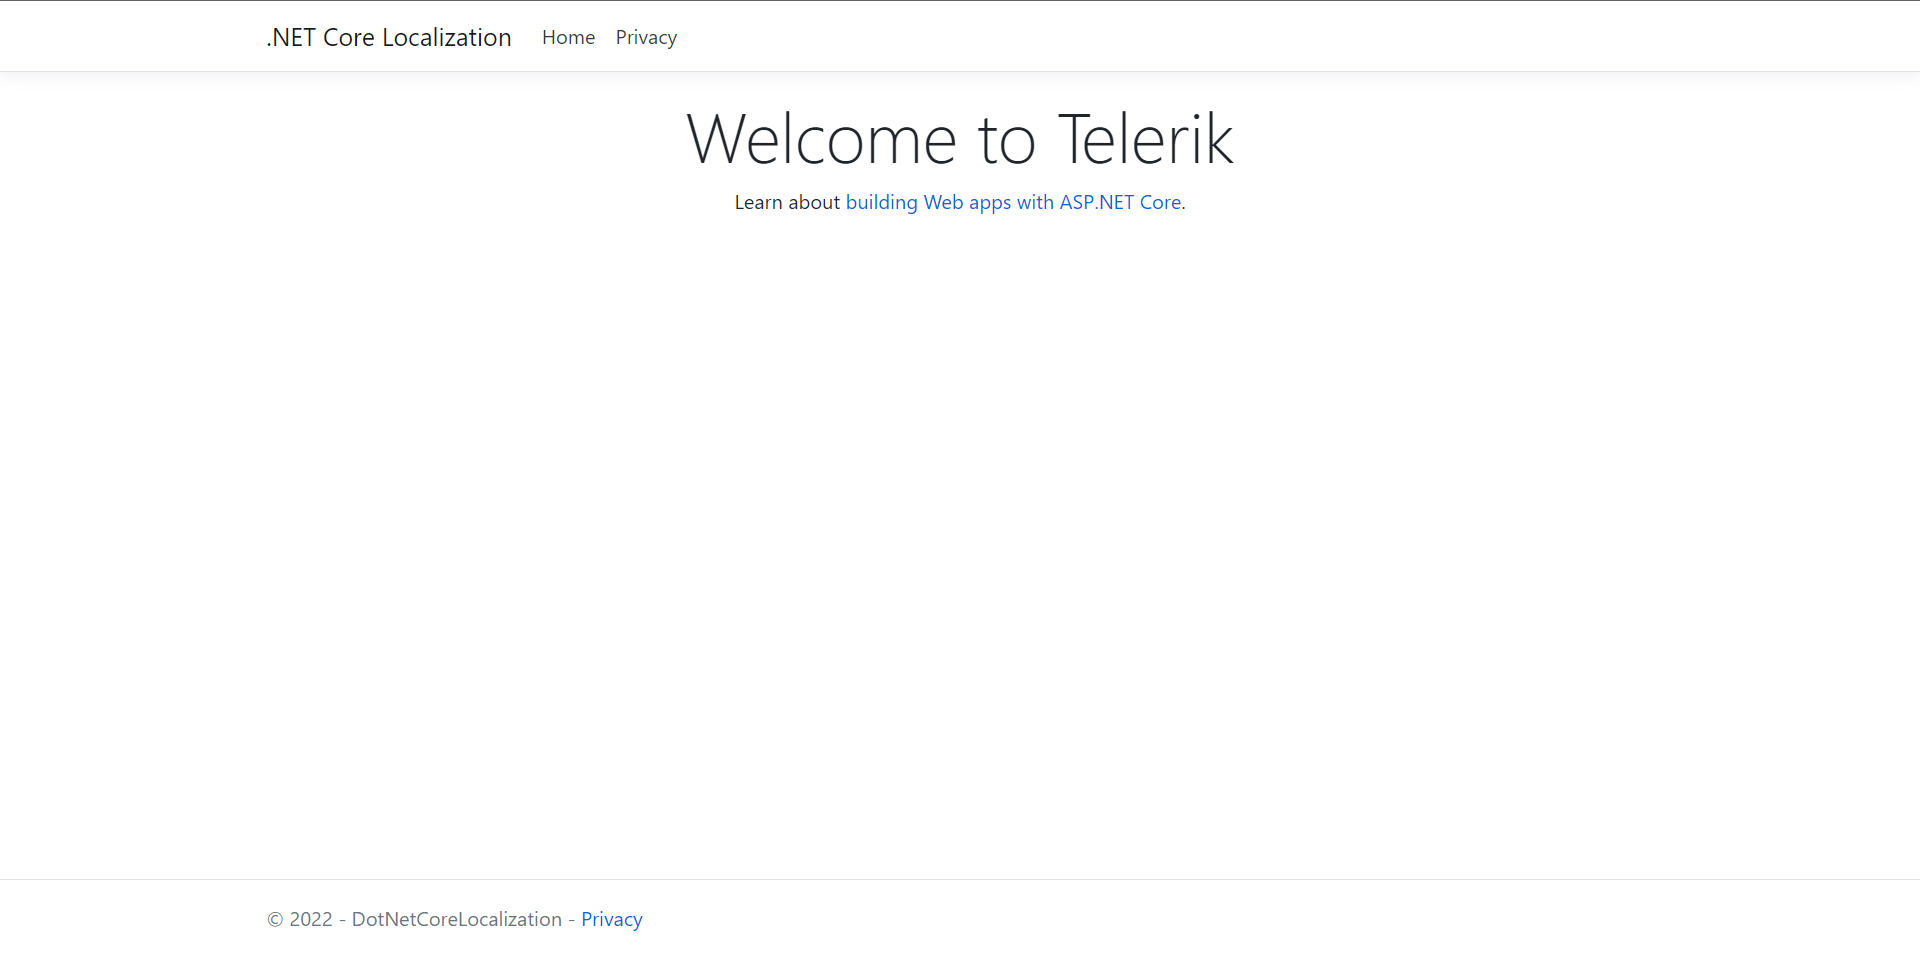 .NET Core Localization Home Privacy
Welcome to Telerik
Learn about building Web apps with ASP.NET Core.
© 2022 - DotNetCoreLocalization - Privacy